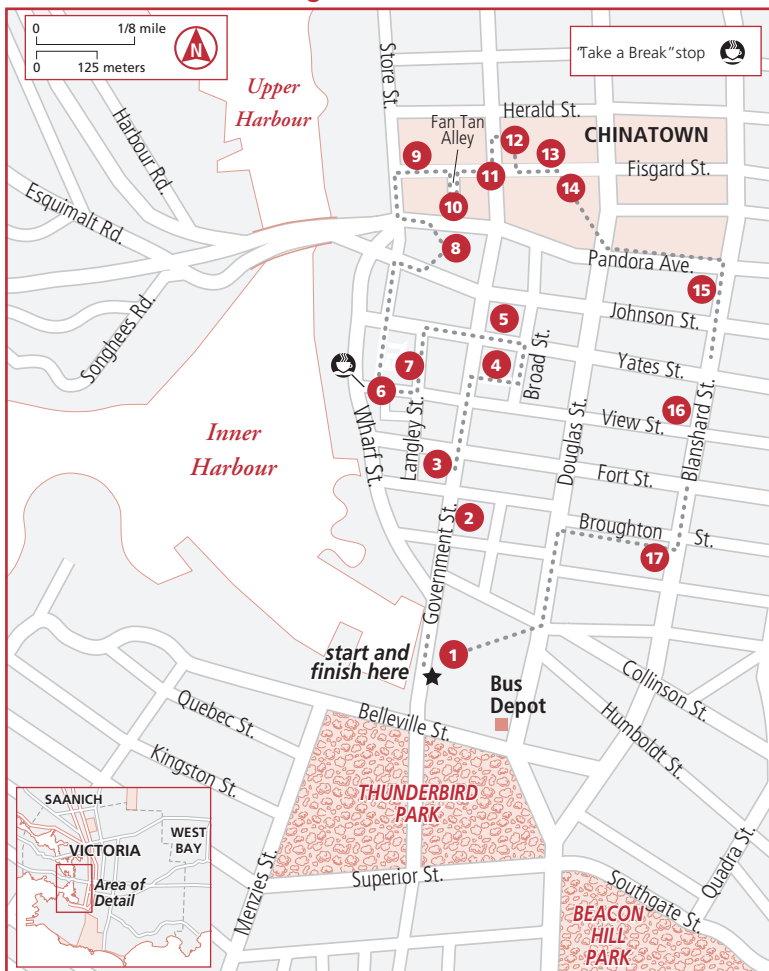 0 1/8 mile
0 125 meters
N
"Take a Break" stop
Upper
Harbour
Store St.
Harbour Rd.
Esquimalt Rd.
Songhees Rd.
Herald St.
CHINATOWN
Fan Tan
Alley
Fisgard St.
9
12
13
11
14
10
8
Pandora Ave.
15
Johnson St.
5
Broad St.
Yates St.
7
4
6
16
View St.
Blanshard St.
Inner
Harbour
Wharf St.
Langley St.
Douglas St.
3
Fort St.
2
Government St.
Broughton St.
17
start and
finish here
1
Bus
Depot
Collinson St.
Humboldt St.
Quebec St.
Belleville St.
Kingston St.
THUNDERBIRD
PARK
Menzies St.
Superior St.
Quadra St.
Southgate St.
BEACON
HILL
PARK
SAANICH
VICTORIA
WEST
BAY
Area of
Detail